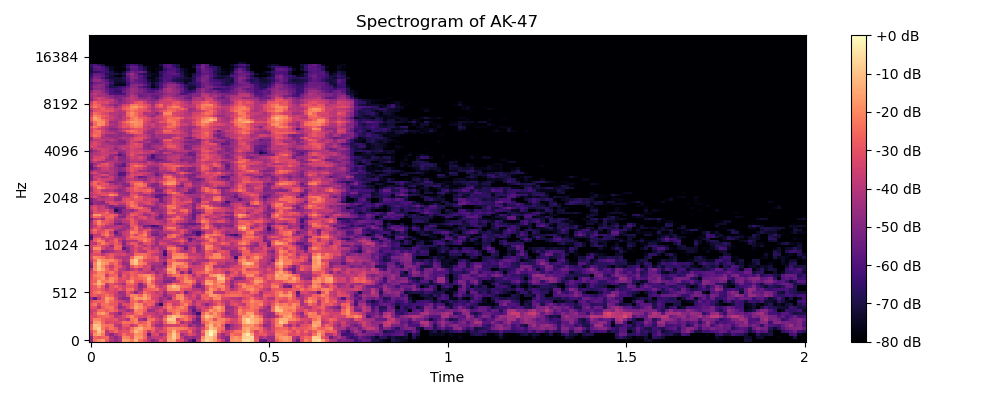 Spectrogram of AK-47
Hz
16384
8192
4096
2048
1024
512
0
0
0.5
1
1.5
2
Time
+0 dB
-10 dB
-20 dB
-30 dB
-40 dB
-50 dB
-60 dB
-70 dB
-80 dB